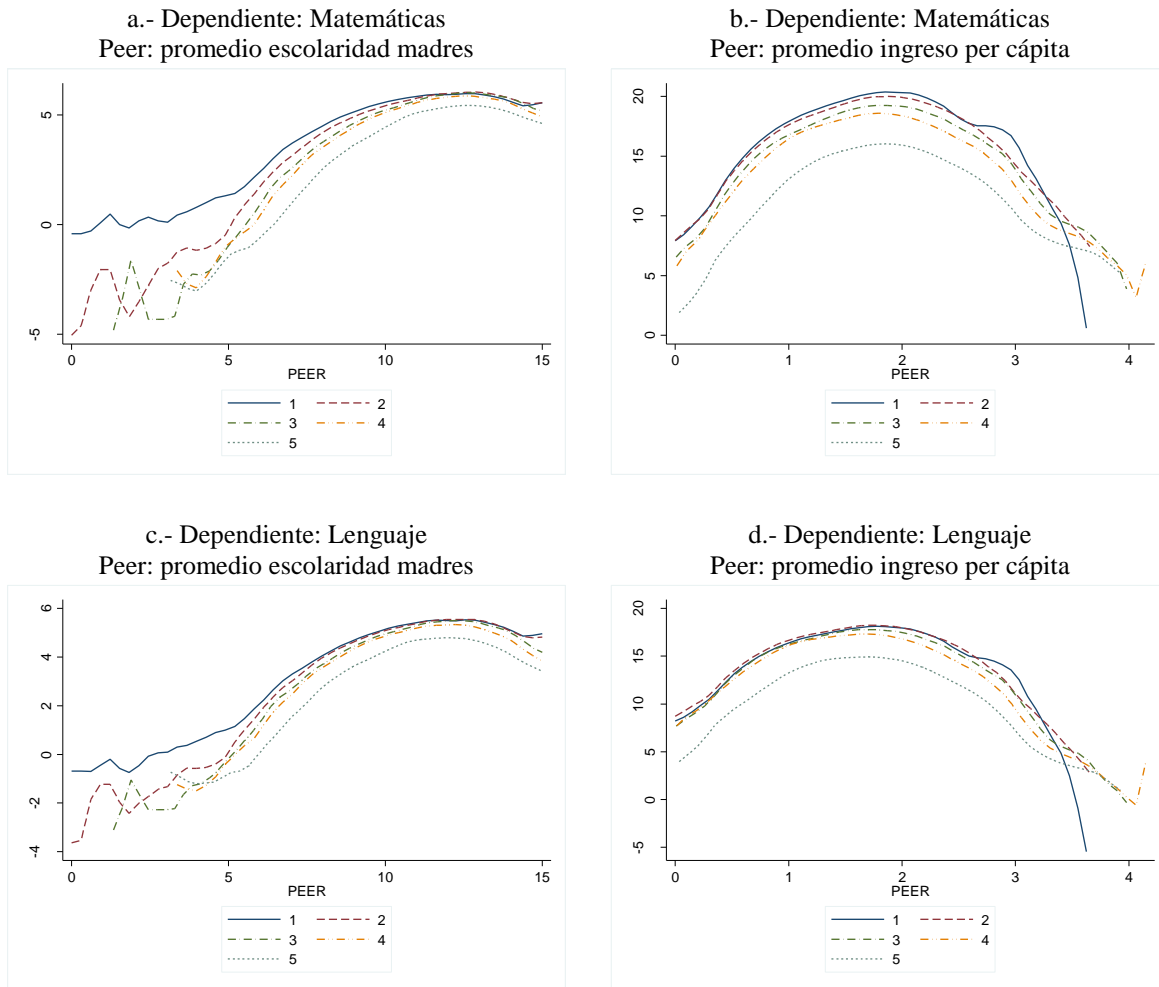 a.- Dependiente: Matemáticas
Peer: promedio escolaridad madres
5
0
-5
0 5 10 15
PEER
1 2
3 4
5
b.- Dependiente: Matemáticas
Peer: promedio ingreso per cápita
20
15
10
5
0
0 1 2 3 4
PEER
1 2
3 4
5
c.- Dependiente: Lenguaje
Peer: promedio escolaridad madres
6
4
2
0
-2
-4
0 5 10 15
PEER
1 2
3 4
5
d.- Dependiente: Lenguaje
Peer: promedio ingreso per cápita
20
15
10
5
0
-5
0 1 2 3 4
PEER
1 2
3 4
5